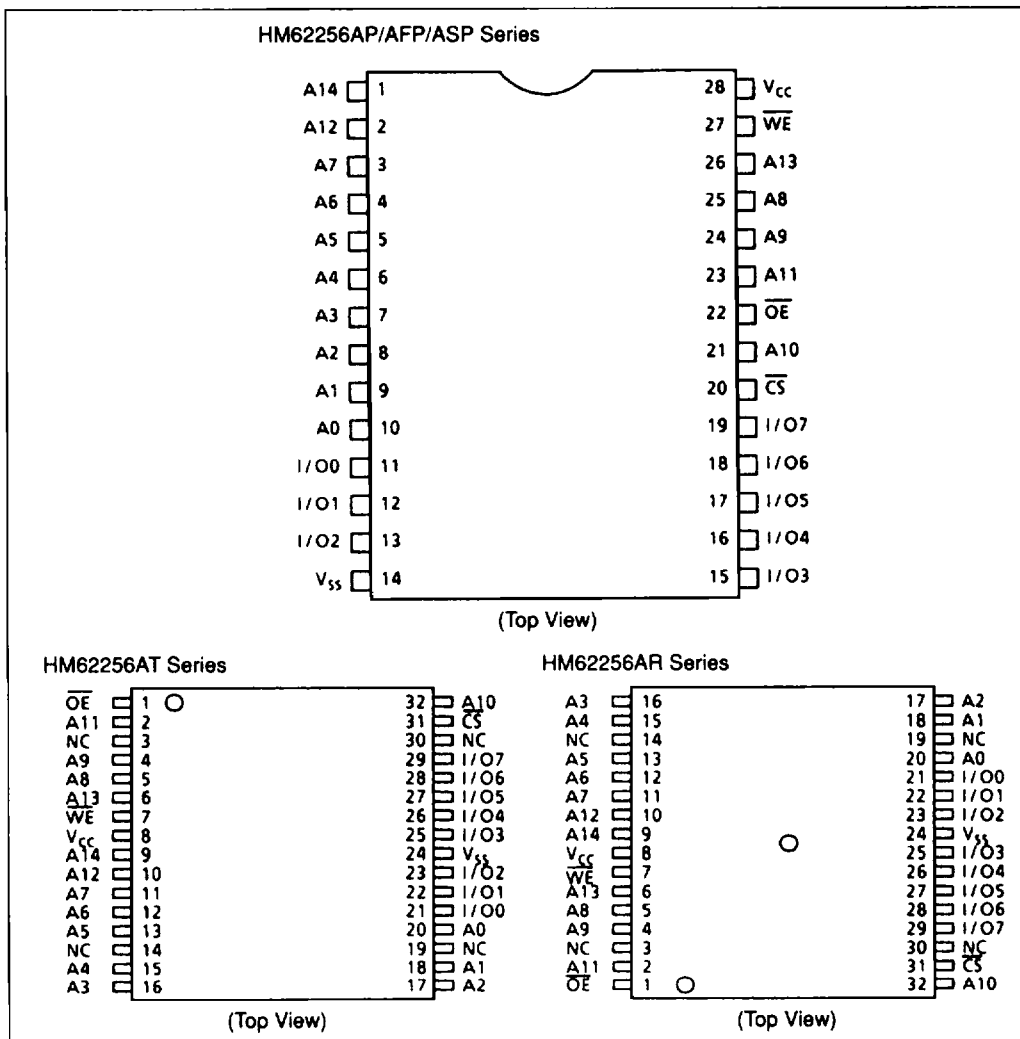 HM62256AP/AFP/ASP Series
A14 1 28 VCC
A12 2 27 WE
A7 3 26 A13
A6 4 25 A8
A5 5 24 A9
A4 6 23 A11
A3 7 22 OE
A2 8 21 A10
A1 9 20 CS
A0 10 19 I/O7
I/O0 11 18 I/O6
I/O1 12 17 I/O5
I/O2 13 16 I/O4
VSS 14 15 I/O3
(Top View)
HM62256AT Series
OE 1 32 A10
A11 2 31 CS
NC 3 30 NC
A9 4 29 I/O7
A8 5 28 I/O6
A13 6 27 I/O5
WE 7 26 I/O4
VCC 8 25 I/O3
A14 9 24 VSS
A12 10 23 I/O2
A7 11 22 I/O1
A6 12 21 I/O0
A5 13 20 A0
NC 14 19 NC
A4 15 18 A1
A3 16 17 A2
(Top View)
HM62256AR Series
A3 16 17 A2
A4 15 18 A1
NC 14 19 NC
A5 13 20 A0
A6 12 21 I/O0
A7 11 22 I/O1
A12 10 23 I/O2
A14 9 24 VSS
VCC 8 25 I/O3
WE 7 26 I/O4
A13 6 27 I/O5
A8 5 28 I/O6
A9 4 29 I/O7
NC 3 30 NC
A11 2 31 CS
OE 1 32 A10
(Top View)